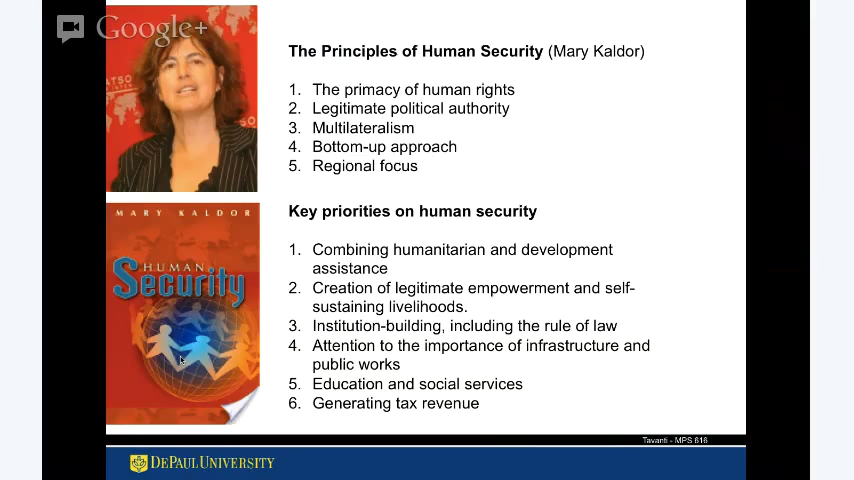 Google+
The Principles of Human Security (Mary Kaldor)
1. The primacy of human rights
2. Legitimate political authority
3. Multilateralism
4. Bottom-up approach
5. Regional focus
Key priorities on human security
1. Combining humanitarian and development
assistance
2. Creation of legitimate empowerment and self-
sustaining livelihoods.
3. Institution-building, including the rule of law
4. Attention to the importance of infrastructure and
public works
5. Education and social services
6. Generating tax revenue
MARY KALDOR
HUMAN
Security
Tavanti - MPS 616
DEPAUL UNIVERSITY